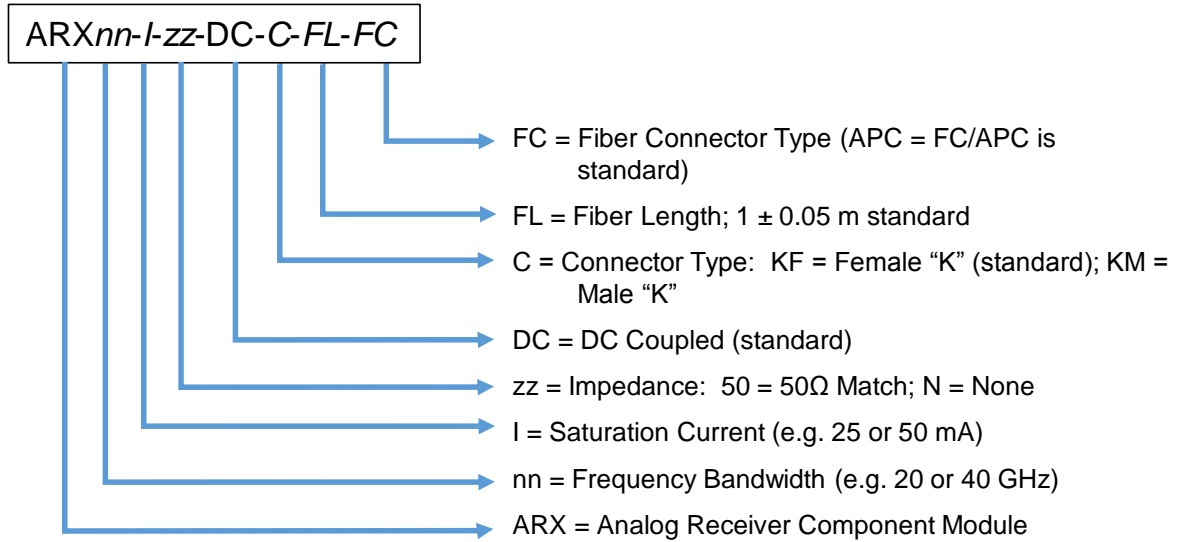 ARXnn-I-zz-DC-C-FL-FC
FC = Fiber Connector Type (APC = FC/APC is
standard)
FL = Fiber Length; 1 ± 0.05 m standard
C = Connector Type:  KF = Female “K” (standard); KM =
Male “K”
DC = DC Coupled (standard)
zz = Impedance:  50 = 50Ω Match; N = None
I = Saturation Current (e.g. 25 or 50 mA)
nn = Frequency Bandwidth (e.g. 20 or 40 GHz)
ARX = Analog Receiver Component Module